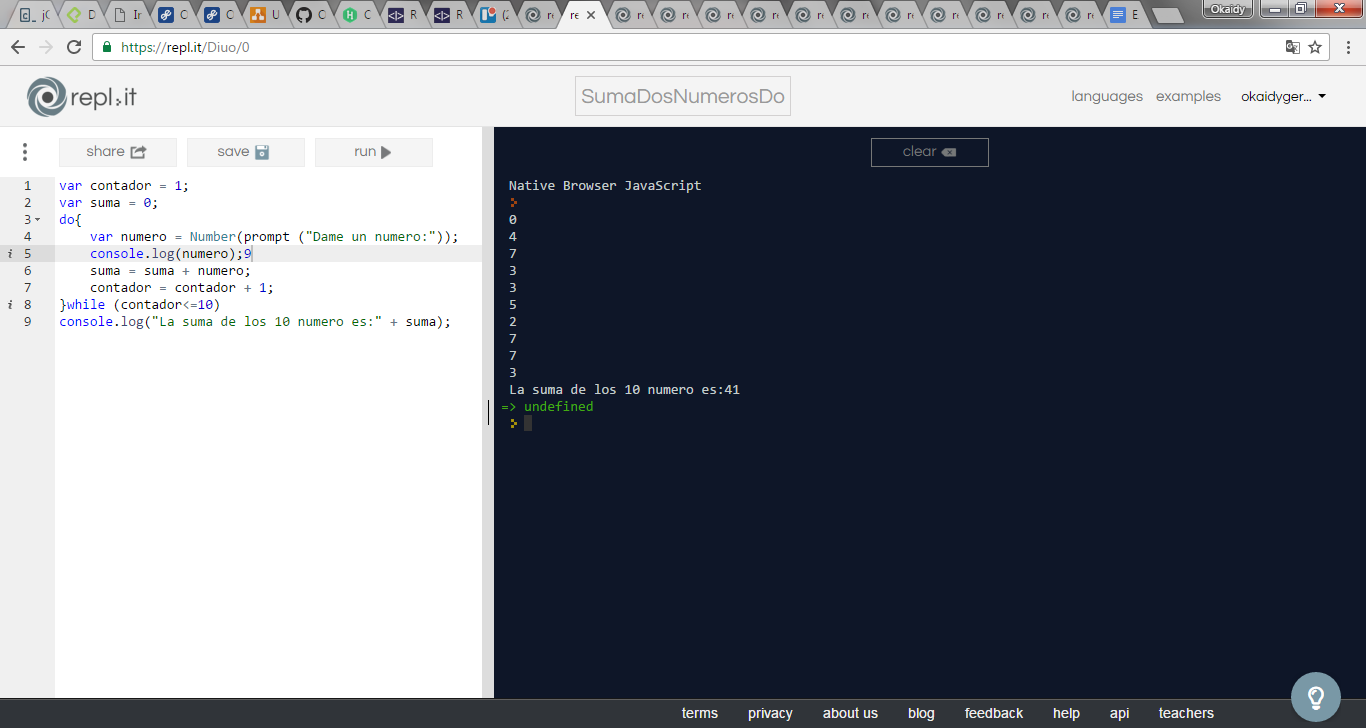 Okaidy
https://repl.it/Diuo/0
repl.it
SumaDosNumerosDo
languages examples okaidyger...
share save run clear
1 var contador = 1;
2 var suma = 0;
3 do{
4 var numero = Number(prompt ("Dame un numero:"));
i 5 console.log(numero);9
6 suma = suma + numero;
7 contador = contador + 1;
i 8 }while (contador<=10)
9 console.log("La suma de los 10 numero es:" + suma);
Native Browser JavaScript
0
4
7
3
3
5
2
7
7
3
La suma de los 10 numero es:41
=> undefined
terms privacy about us blog feedback help api teachers